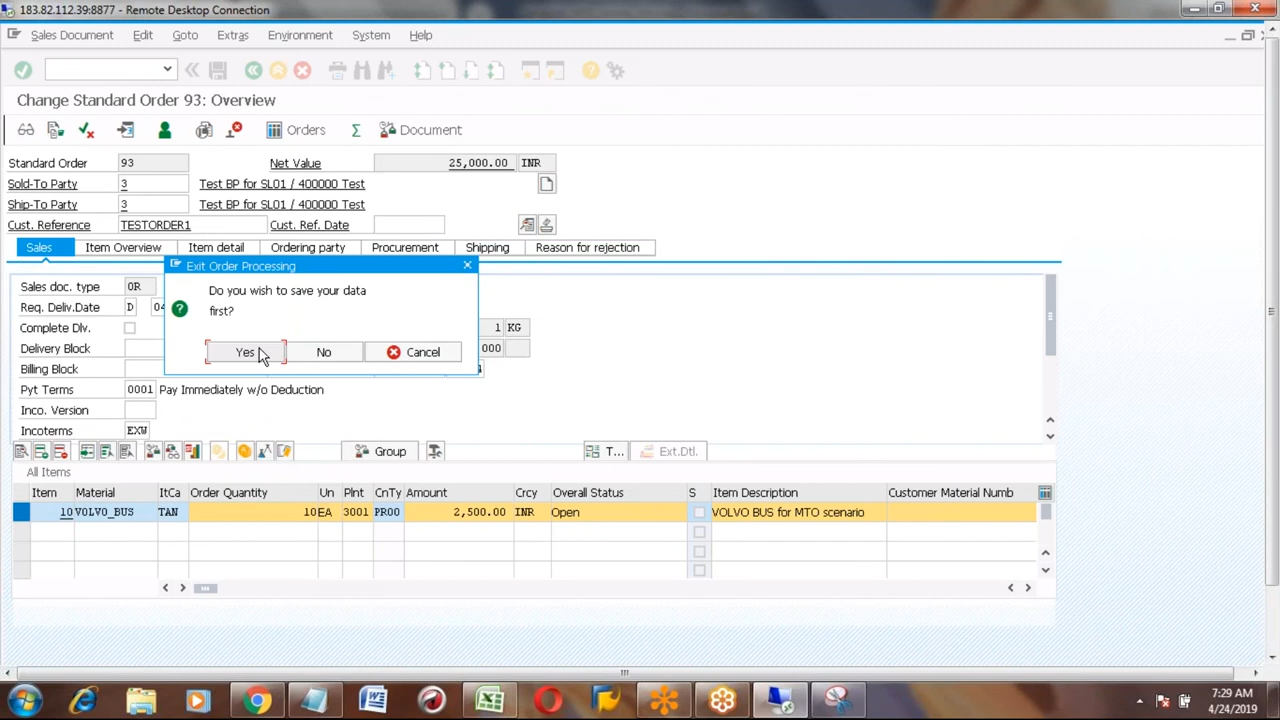 183.82.112.39:8877 - Remote Desktop Connection
Sales Document Edit Goto Extras Environment System Help
Change Standard Order 93: Overview
Orders Document
Standard Order 93 Net Value 25,000.00 INR
Sold-To Party 3 Test BP for SL01 / 400000 Test
Ship-To Party 3 Test BP for SL01 / 400000 Test
Cust. Reference TESTORDER1 Cust. Ref. Date
Sales Item Overview Item detail Ordering party Procurement Shipping Reason for rejection
Exit Order Processing
Do you wish to save your data
first?
Yes No Cancel
Sales doc. type OR
Req. Deliv.Date D 04
Complete Dlv. 1 KG
Delivery Block 000
Billing Block
Pyt Terms 0001 Pay Immediately w/o Deduction
Inco. Version
Incoterms EXW
Group T... Ext.Dtl.
All Items
Item Material ItCa Order Quantity Un Plnt CnTy Amount Crcy Overall Status S Item Description Customer Material Numb
10 VOLVO_BUS TAN 10 EA 3001 PR00 2,500.00 INR Open VOLVO BUS for MTO scenario
7:29 AM
4/24/2019